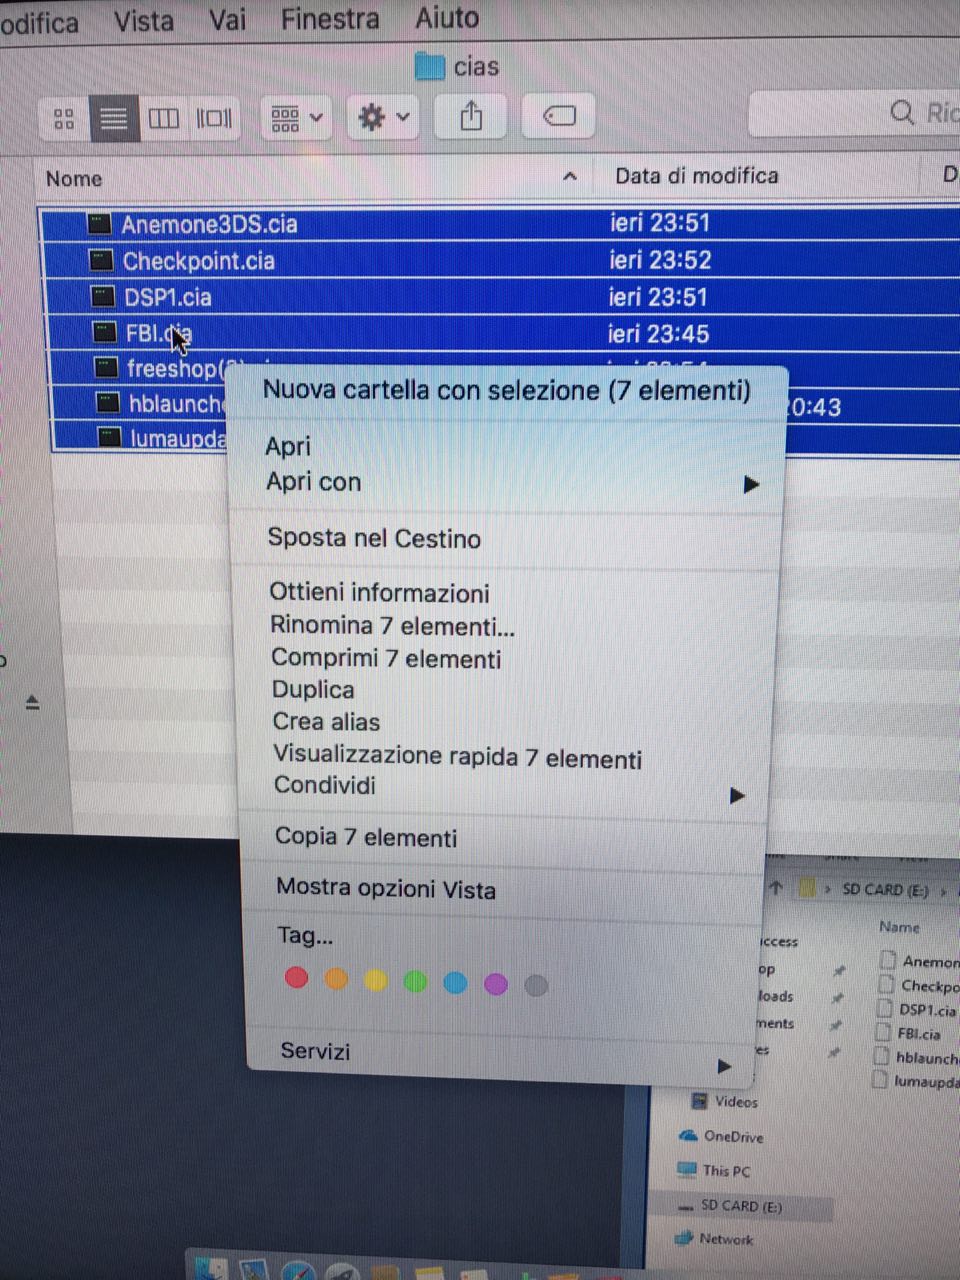 odifica Vista Vai Finestra Aiuto
cias
Nome Data di modifica D
Anemone3DS.cia ieri 23:51
Checkpoint.cia ieri 23:52
DSP1.cia ieri 23:51
FBI.cia ieri 23:45
freeshop(
hblaunch 20:43
lumaupda
Nuova cartella con selezione (7 elementi)
Apri
Apri con
Sposta nel Cestino
Ottieni informazioni
Rinomina 7 elementi...
Comprimi 7 elementi
Duplica
Crea alias
Visualizzazione rapida 7 elementi
Condividi
Copia 7 elementi
Mostra opzioni Vista
Tag...
Servizi
SD CARD (E:)
Name
ccess
op
loads
ments
es
Anemon
Checkpo
DSP1.cia
FBI.cia
hblaunch
lumaupda
Videos
OneDrive
This PC
SD CARD (E:)
Network